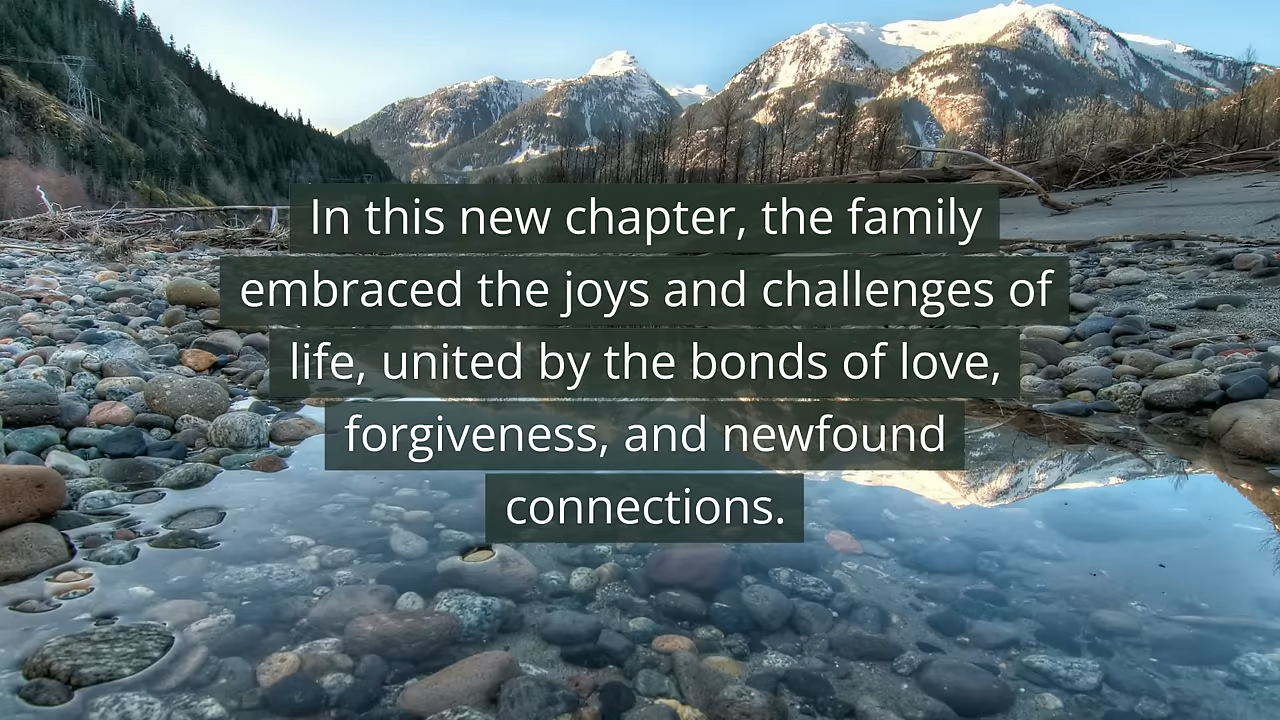 In this new chapter, the family
embraced the joys and challenges of
life, united by the bonds of love,
forgiveness, and newfound
connections.